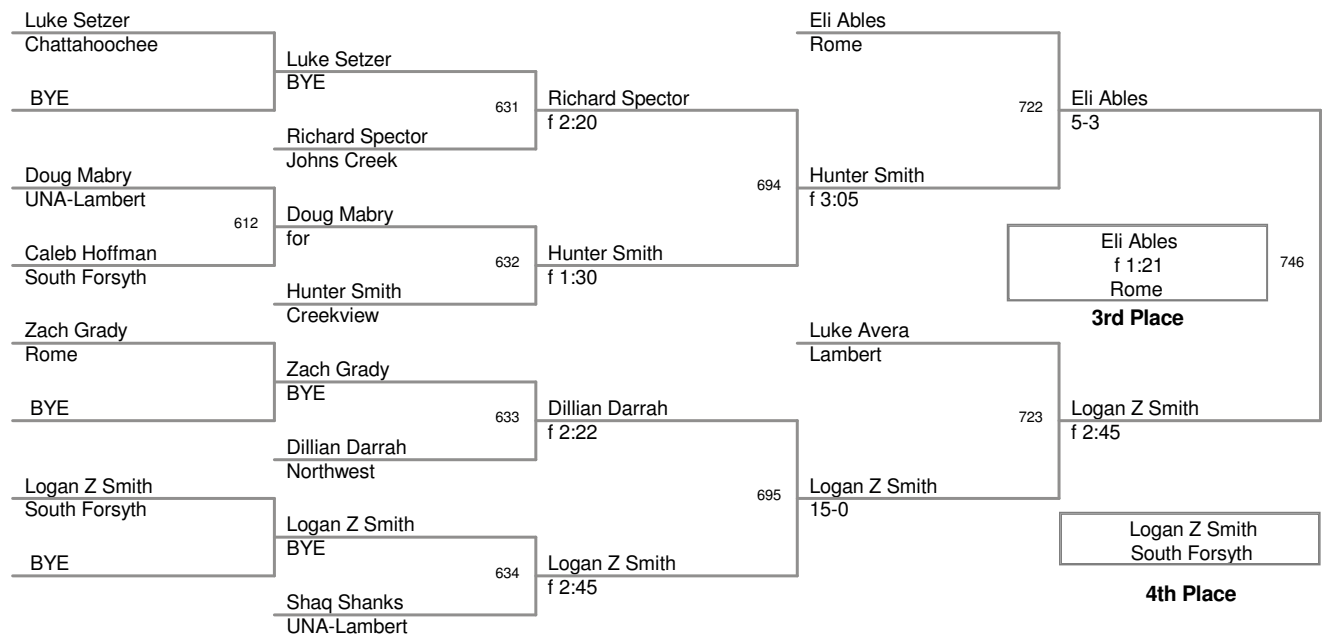 Luke Setzer
Chattahoochee
BYE
Doug Mabry
UNA-Lambert
612
Caleb Hoffman
South Forsyth
Zach Grady
Rome
BYE
Logan Z Smith
South Forsyth
BYE
Luke Setzer
BYE
631
Richard Spector
Johns Creek
Doug Mabry
for
632
Hunter Smith
Creekview
Zach Grady
BYE
633
Dillian Darrah
Northwest
Logan Z Smith
BYE
634
Shaq Shanks
UNA-Lambert
Richard Spector
f 2:20
694
Hunter Smith
f 1:30
Dillian Darrah
f 2:22
695
Logan Z Smith
f 2:45
Eli Ables
Rome
722
Hunter Smith
f 3:05
Luke Avera
Lambert
723
Logan Z Smith
15-0
Eli Ables
5-3
Eli Ables
f 1:21
Rome
746
3rd Place
Logan Z Smith
f 2:45
Logan Z Smith
South Forsyth
4th Place